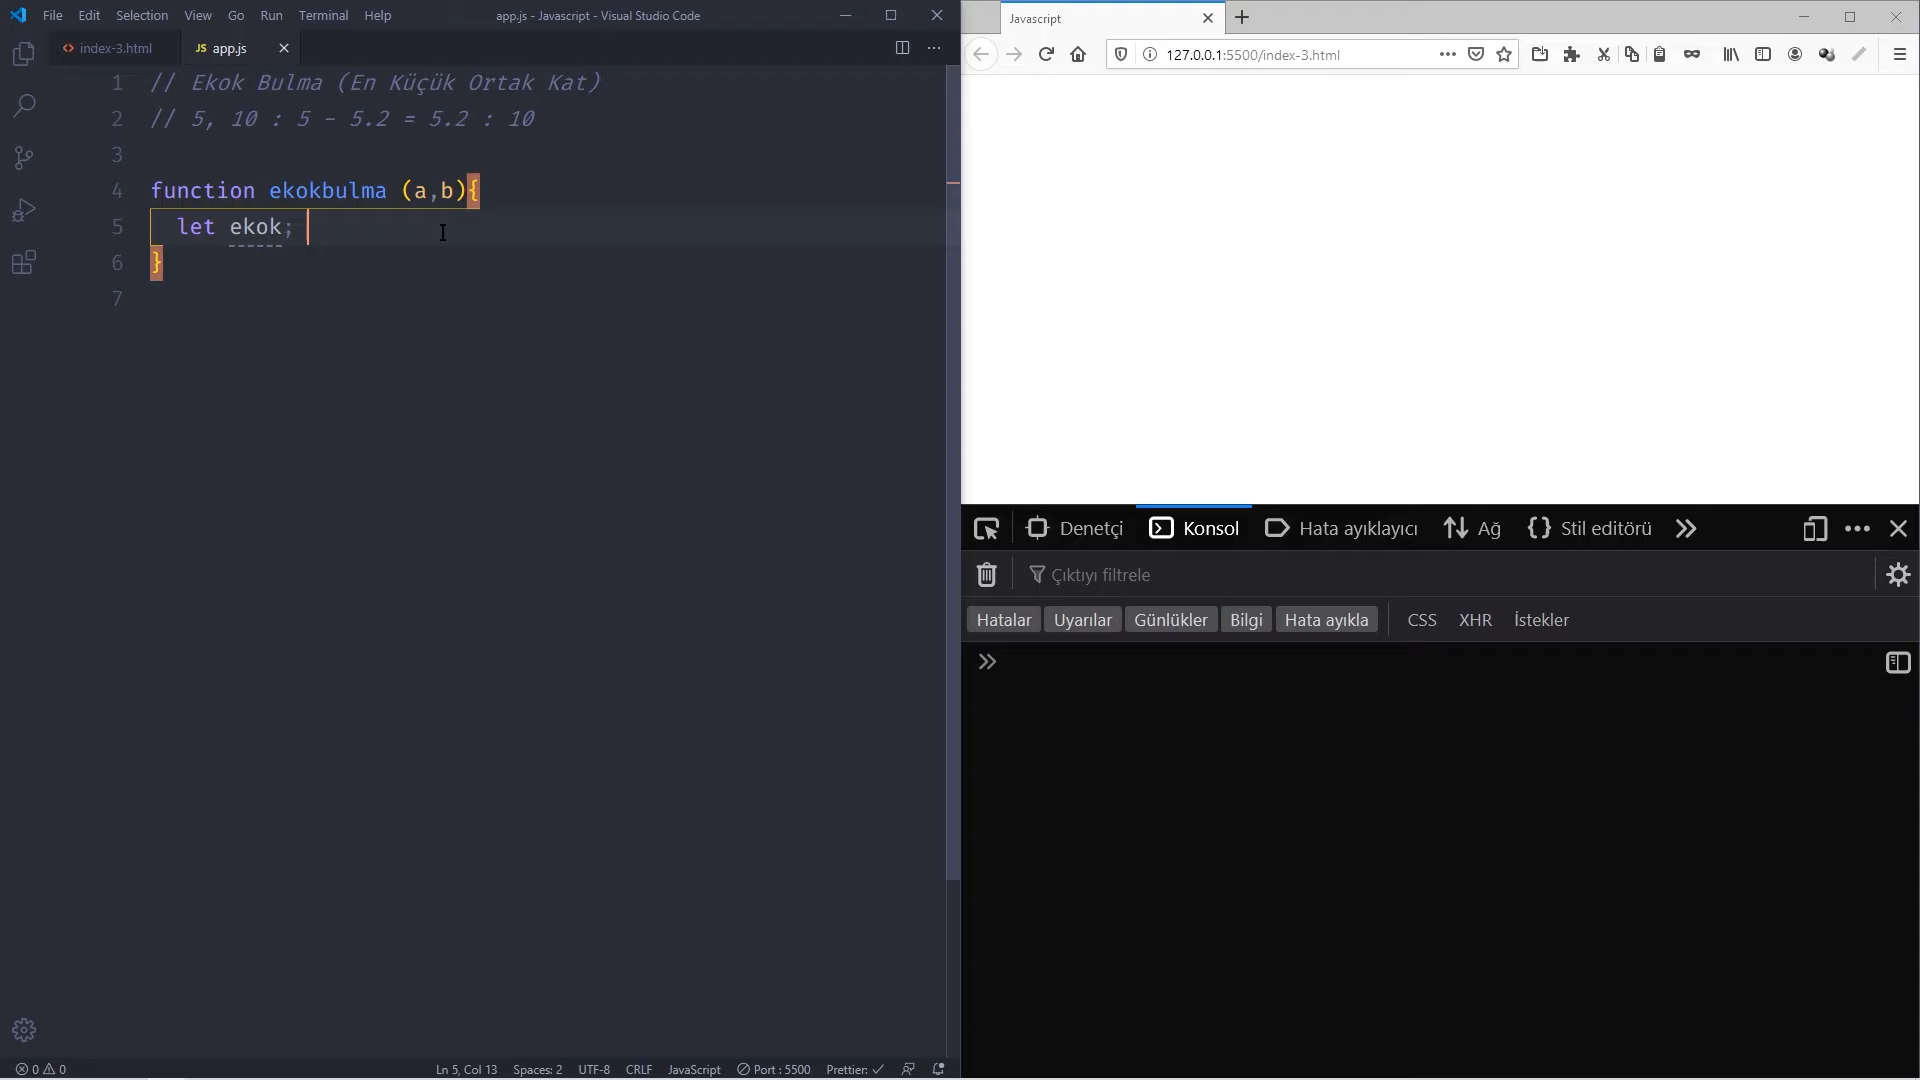 File Edit Selection View Go Run Terminal Help
app.js - Javascript - Visual Studio Code
index-3.html
JS app.js
1 // Ekok Bulma (En Küçük Ortak Kat)
2 // 5, 10 : 5 - 5.2 = 5.2 : 10
3
4 function ekokbulma (a,b){
5 let ekok;
6 }
7
0 0
Ln 5, Col 13 Spaces: 2 UTF-8 CRLF JavaScript Port : 5500 Prettier:
Javascript
127.0.0.1:5500/index-3.html
Denetçi Konsol Hata ayıklayıcı Ağ Stil editörü
Çıktıyı filtrele
Hatalar Uyarılar Günlükler Bilgi Hata ayıkla CSS XHR İstekler